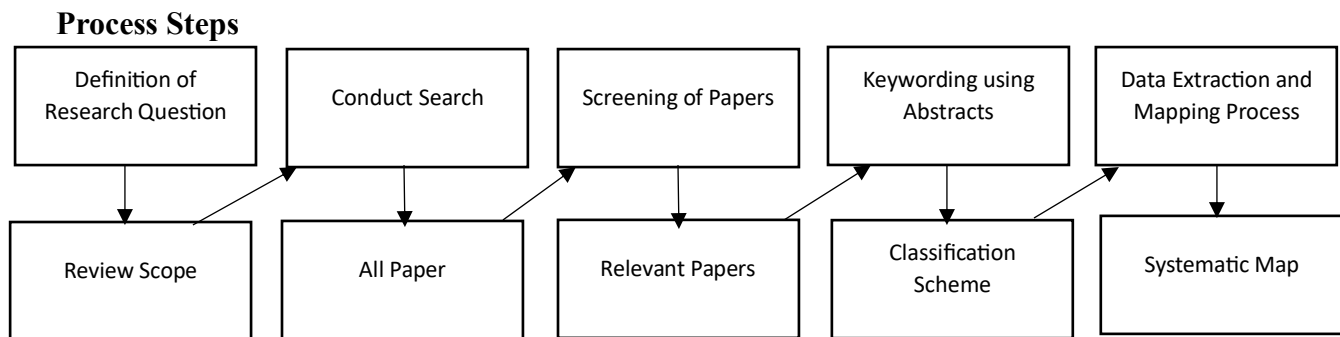 Process Steps
Definition of
Research Question
Conduct Search
Screening of Papers
Keywording using
Abstracts
Data Extraction and
Mapping Process
Review Scope
All Paper
Relevant Papers
Classification
Scheme
Systematic Map